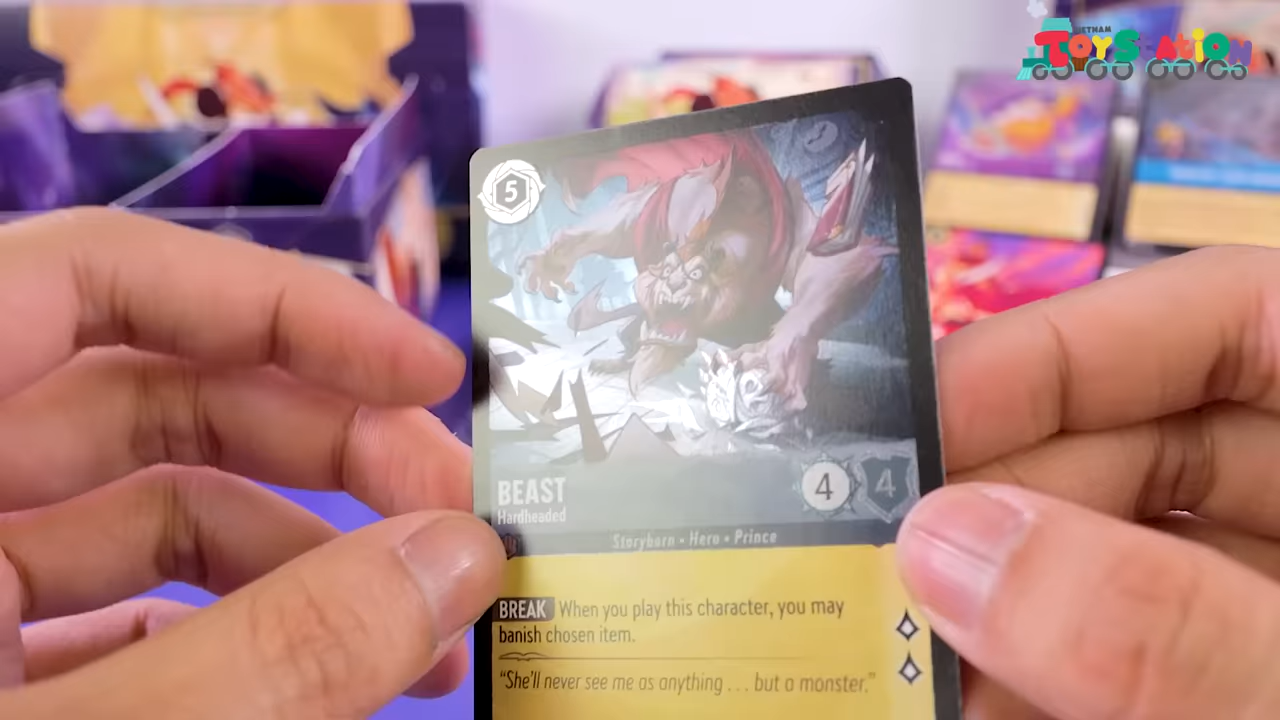 VIETNAM
ToyStation
5
BEAST
Hardheaded
4 4
Storyborn • Hero • Prince
BREAK When you play this character, you may
banish chosen item.
“She’ll never see me as anything . . . but a monster.”